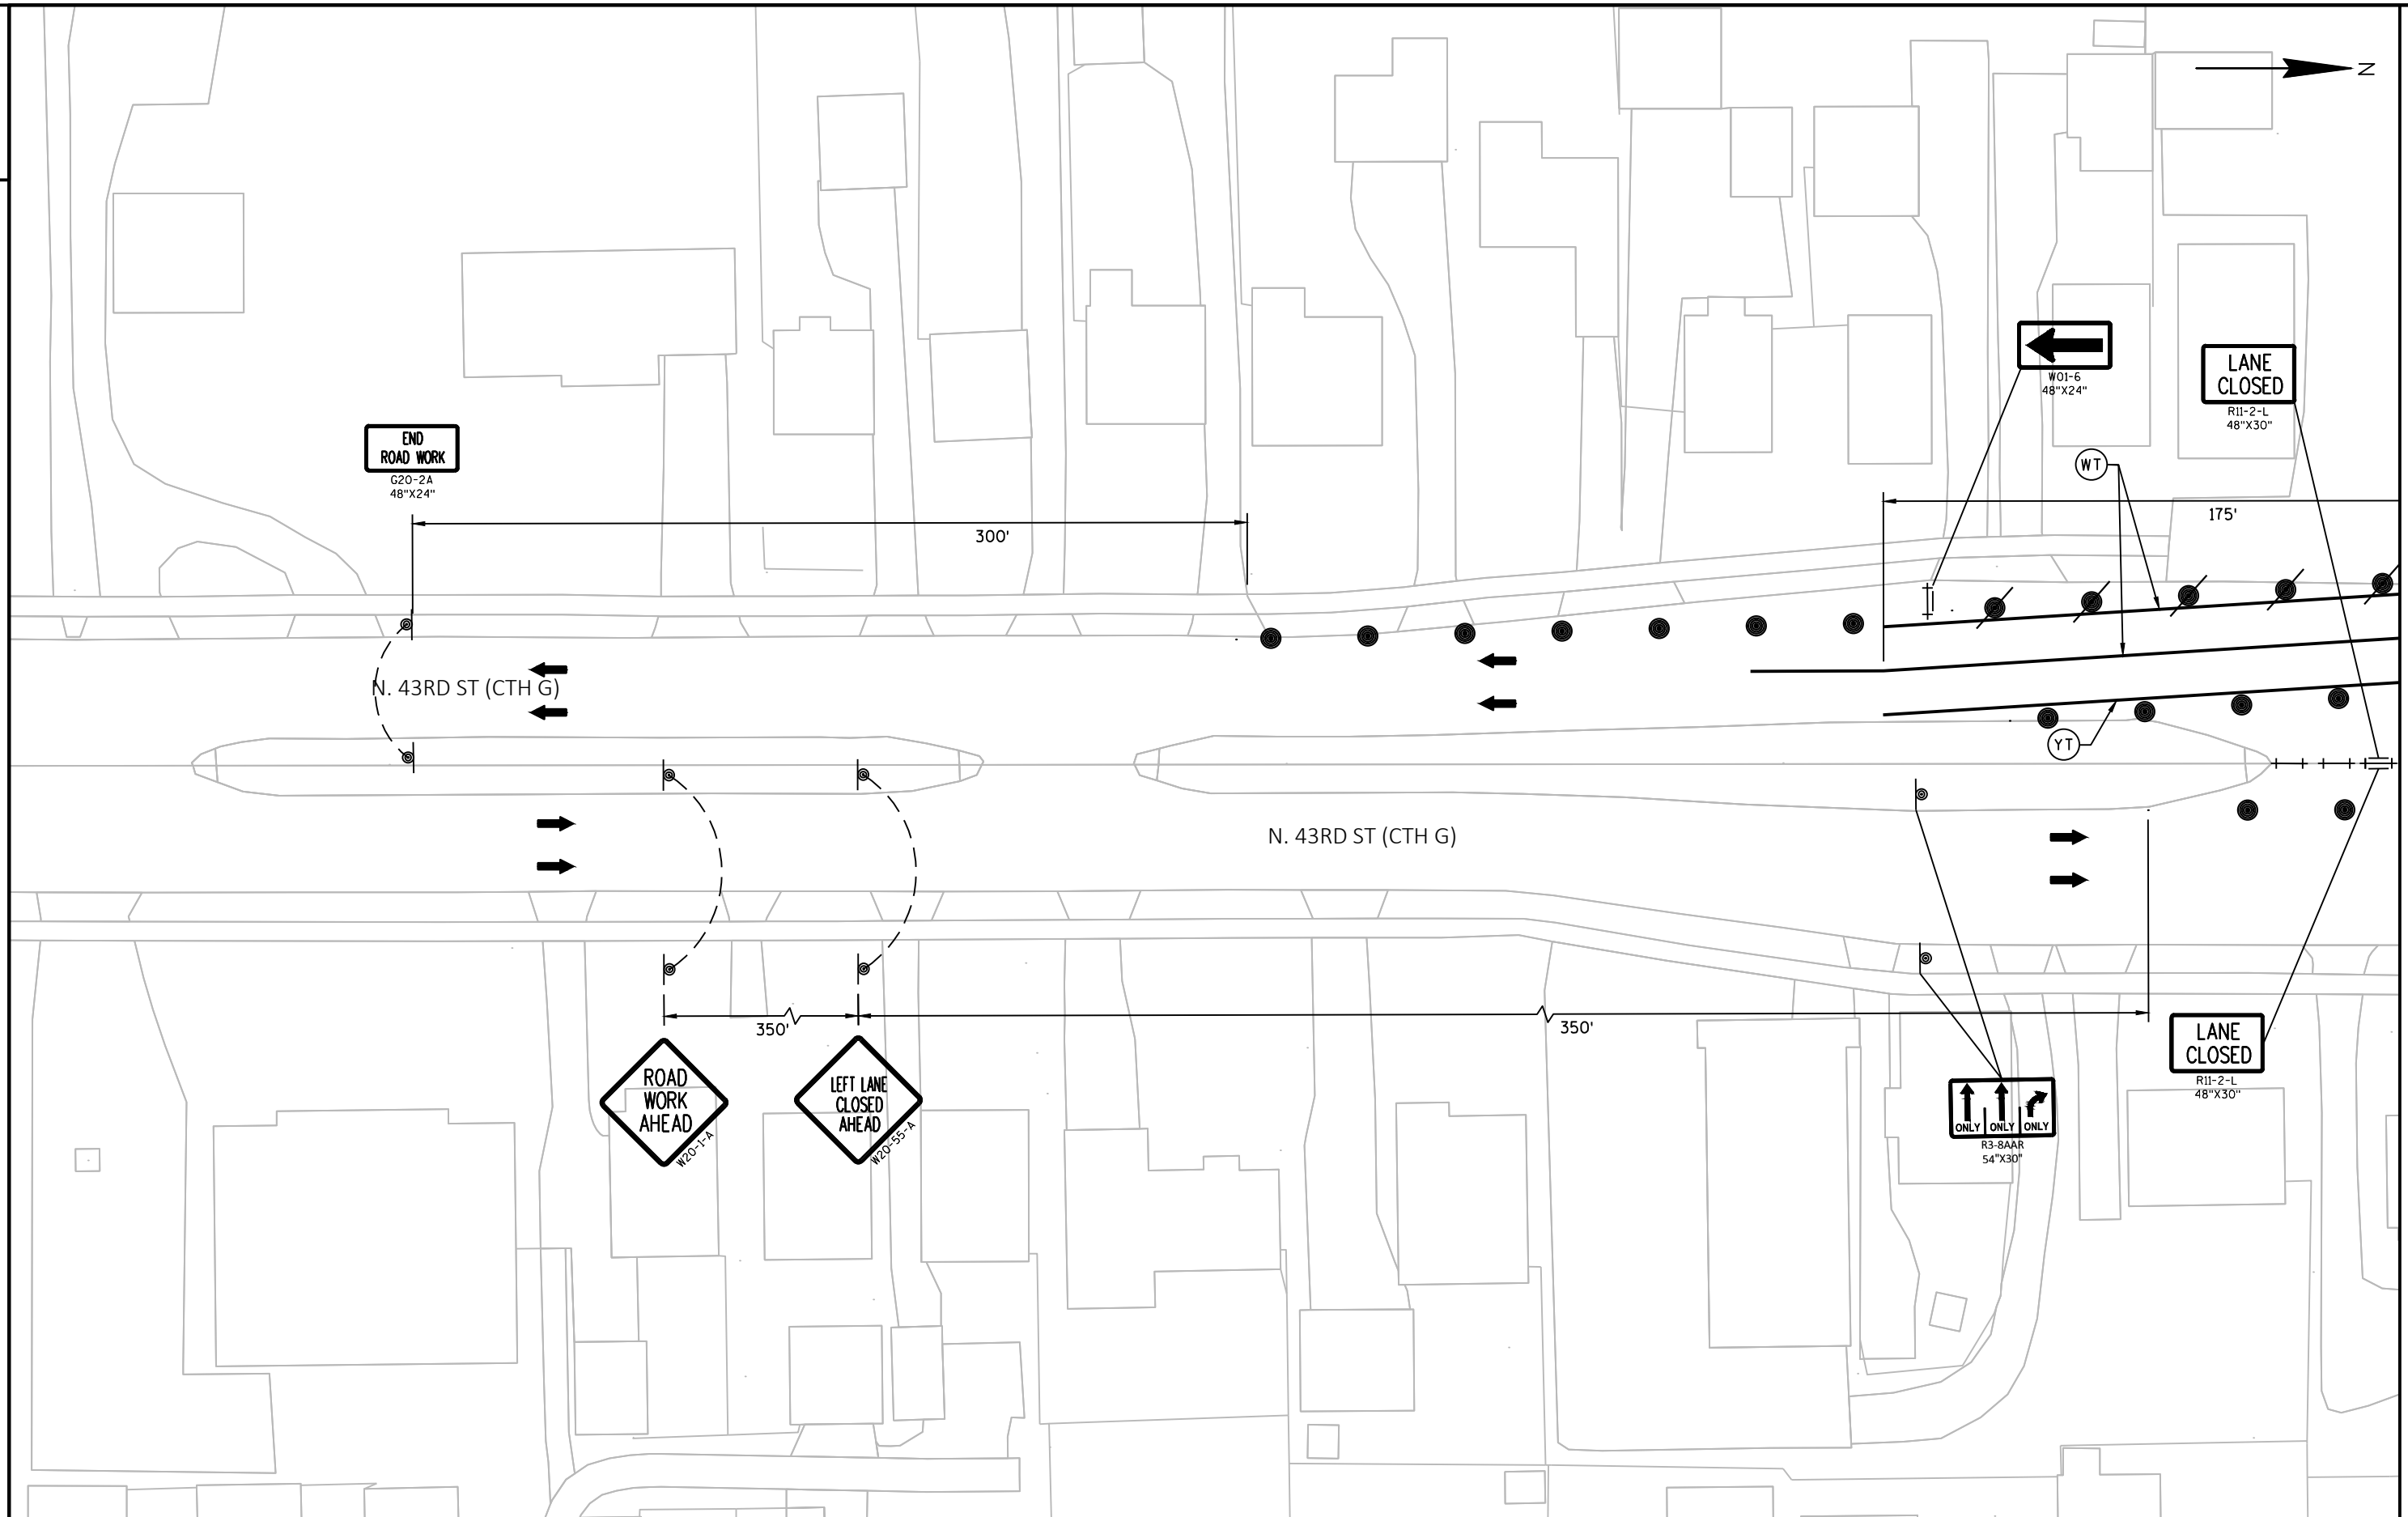 N
W01-6
48"X24"
LANE
CLOSED
R11-2-L
48"X30"
END
ROAD WORK
G20-2A
48"X24"
WT
175'
300'
N. 43RD ST (CTH G)
YT
N. 43RD ST (CTH G)
350'
350'
ROAD
WORK
AHEAD
W20-1-A
LEFT LANE
CLOSED
AHEAD
W20-55-A
LANE
CLOSED
R11-2-L
48"X30"
ONLY ONLY ONLY
R3-8AAR
54"X30"